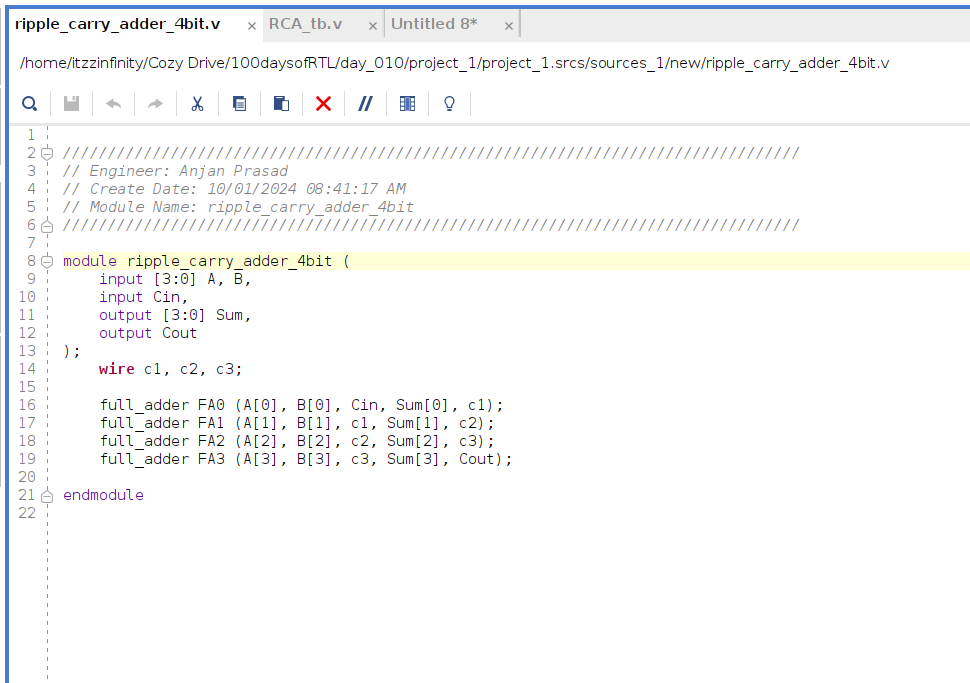 ripple_carry_adder_4bit.v × RCA_tb.v × Untitled 8* ×
/home/itzzinfinity/Cozy Drive/100daysofRTL/day_010/project_1/project_1.srcs/sources_1/new/ripple_carry_adder_4bit.v
1
2 //////////////////////////////////////////////////////////////////////////////////
3 // Engineer: Anjan Prasad
4 // Create Date: 10/01/2024 08:41:17 AM
5 // Module Name: ripple_carry_adder_4bit
6 //////////////////////////////////////////////////////////////////////////////////
7
8 module ripple_carry_adder_4bit (
9     input [3:0] A, B,
10     input Cin,
11     output [3:0] Sum,
12     output Cout
13 );
14     wire c1, c2, c3;
15
16     full_adder FA0 (A[0], B[0], Cin, Sum[0], c1);
17     full_adder FA1 (A[1], B[1], c1, Sum[1], c2);
18     full_adder FA2 (A[2], B[2], c2, Sum[2], c3);
19     full_adder FA3 (A[3], B[3], c3, Sum[3], Cout);
20
21 endmodule
22